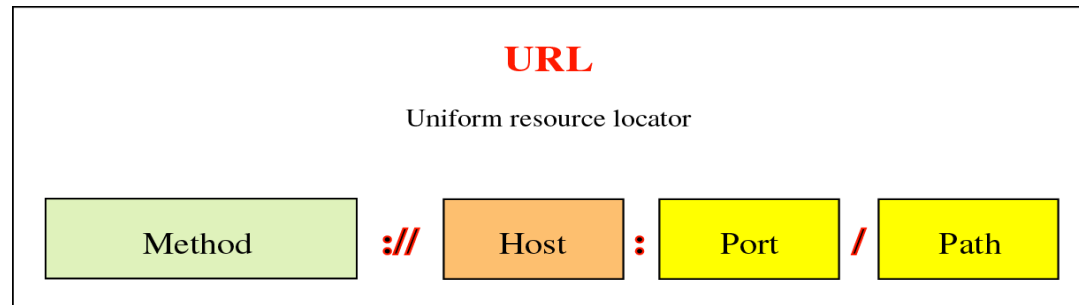 URL
Uniform resource locator
Method :// Host : Port / Path